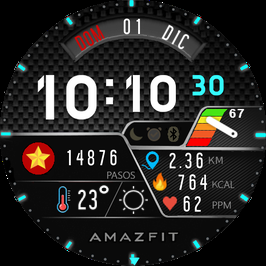 DOM 01 DIC
10:10 30
67
14876
PASOS
2.36 KM
764 KCAL
62 PPM
23°
AMAZFIT